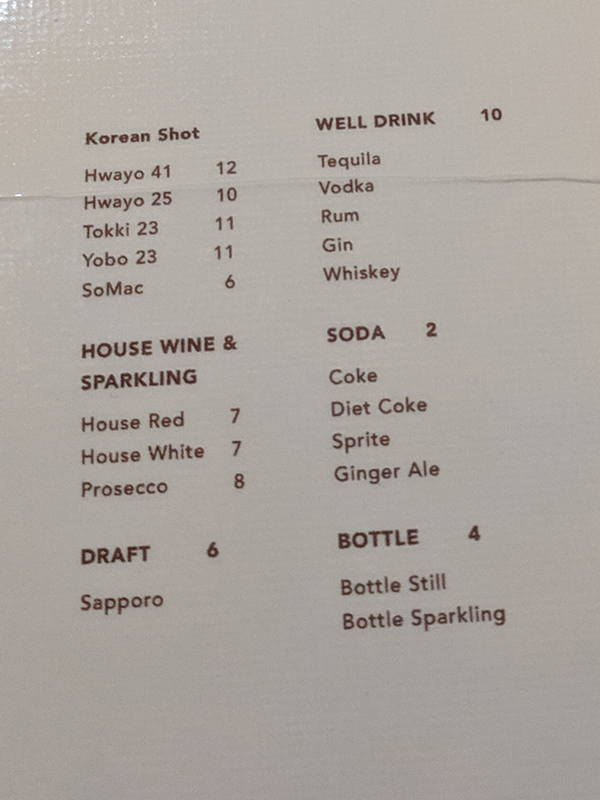 Korean Shot
Hwayo 41 12
Hwayo 25 10
Tokki 23 11
Yobo 23 11
SoMac 6
HOUSE WINE &
SPARKLING
House Red 7
House White 7
Prosecco 8
DRAFT 6
Sapporo
WELL DRINK 10
Tequila
Vodka
Rum
Gin
Whiskey
SODA 2
Coke
Diet Coke
Sprite
Ginger Ale
BOTTLE 4
Bottle Still
Bottle Sparkling